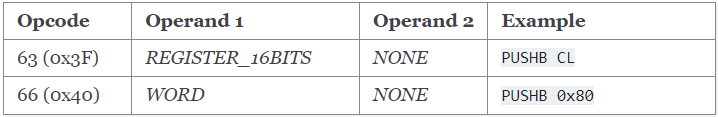 Opcode Operand 1 Operand 2 Example
63 (0x3F) REGISTER_16BITS NONE PUSHB CL
66 (0x40) WORD NONE PUSHB 0x80